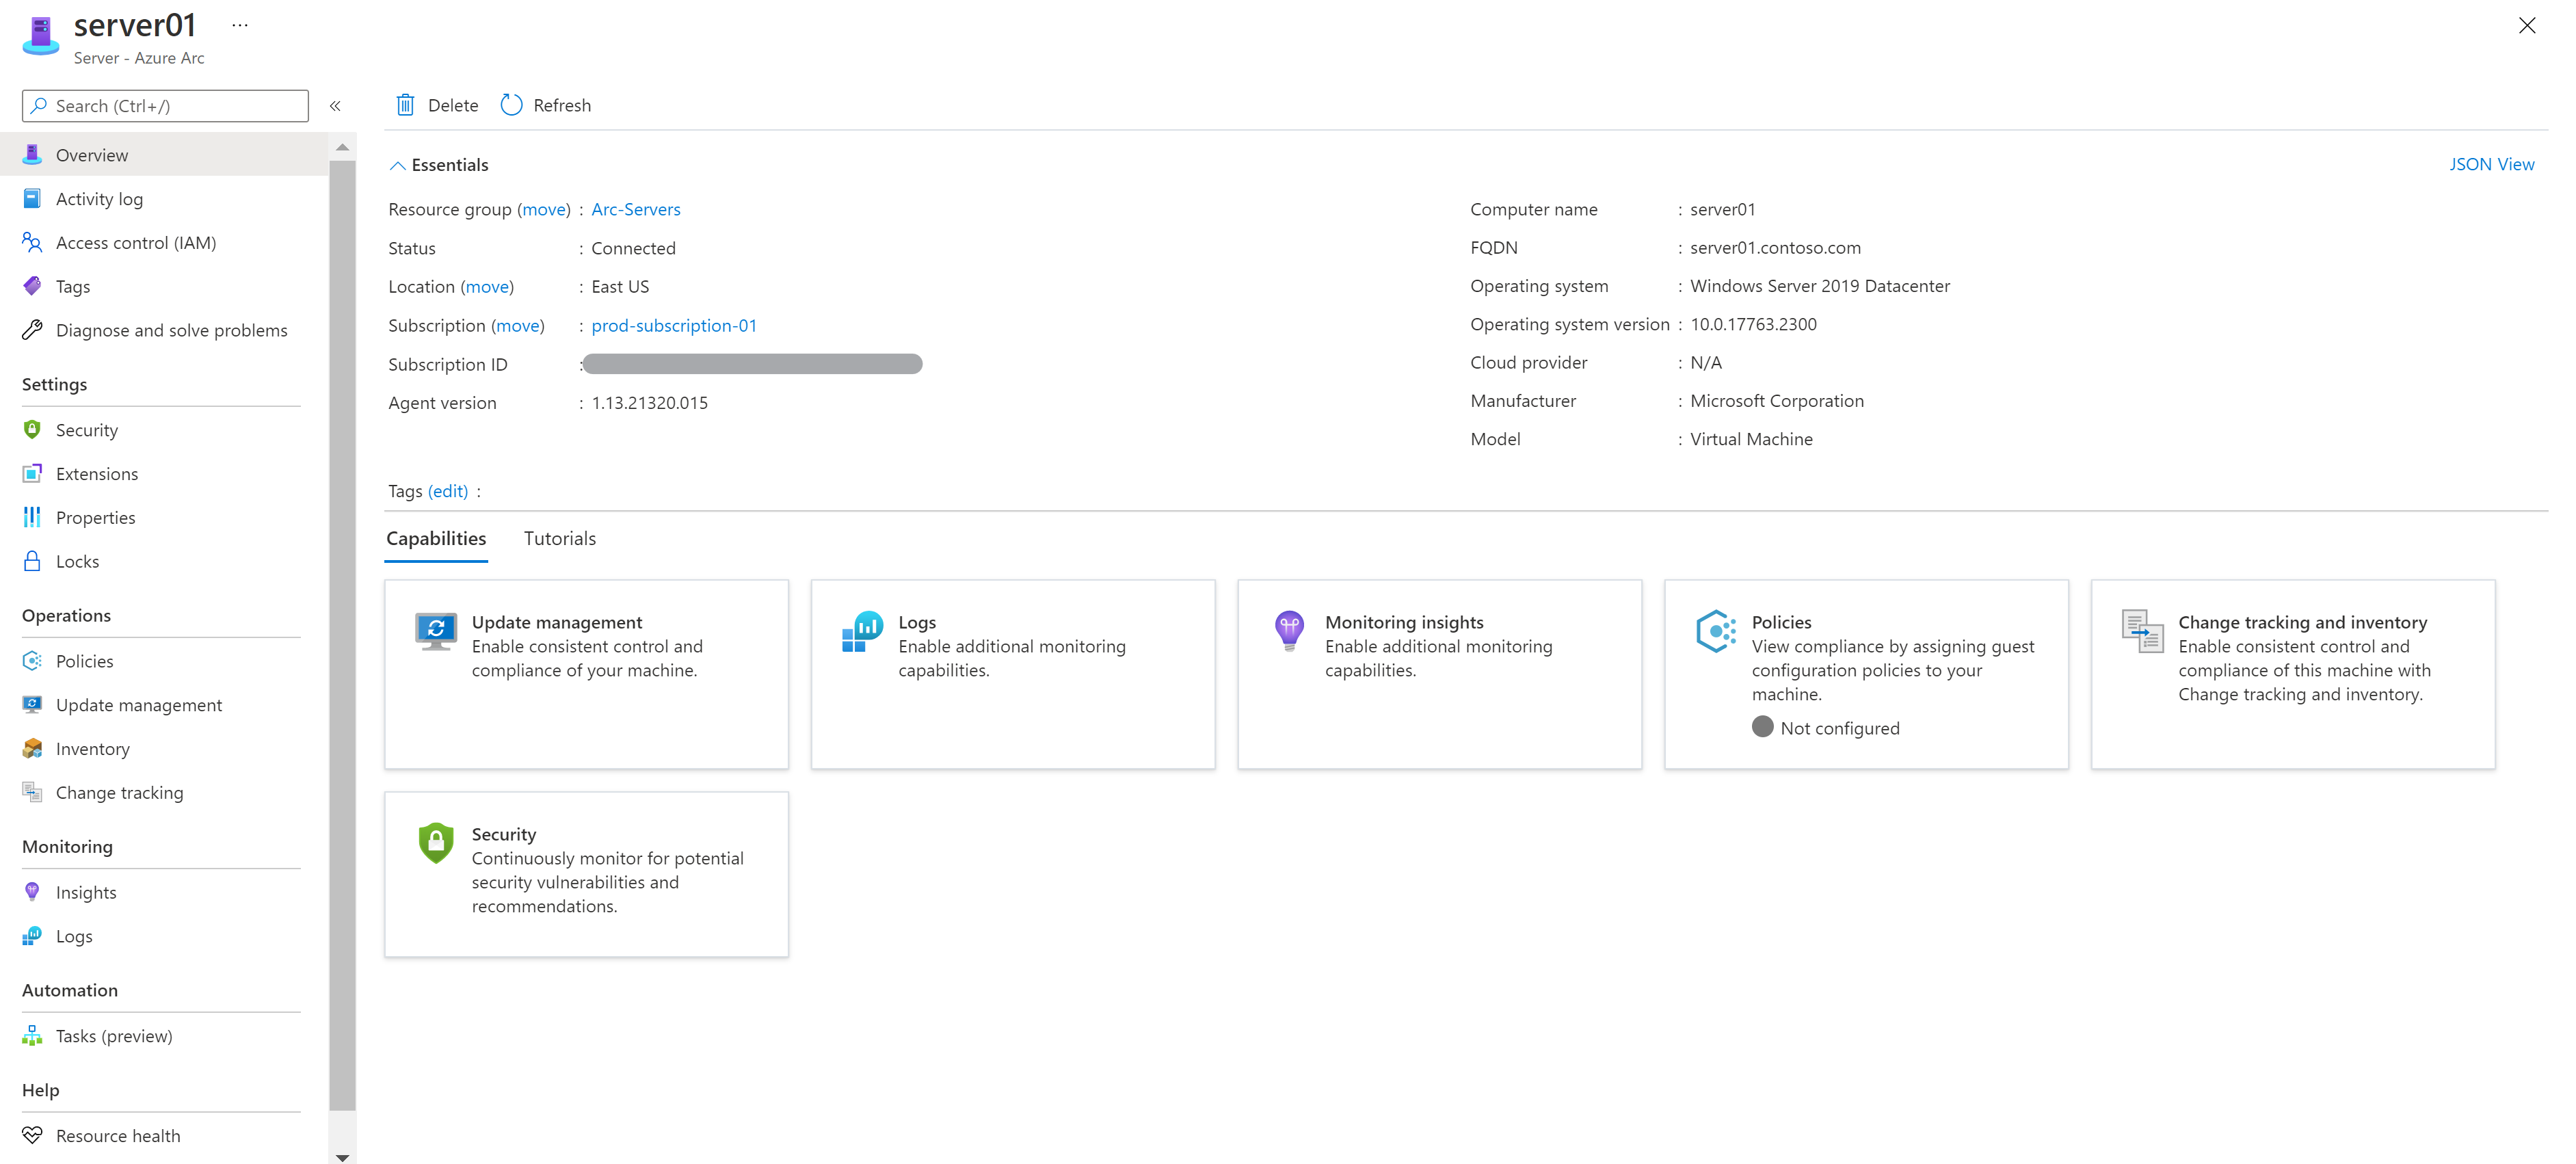 server01 ...
Server - Azure Arc
Search (Ctrl+/) «
Overview
Activity log
Access control (IAM)
Tags
Diagnose and solve problems
Settings
Security
Extensions
Properties
Locks
Operations
Policies
Update management
Inventory
Change tracking
Monitoring
Insights
Logs
Automation
Tasks (preview)
Help
Resource health
Delete Refresh
Essentials
JSON View
Resource group (move) : Arc-Servers
Status : Connected
Location (move) : East US
Subscription (move) : prod-subscription-01
Subscription ID :
Agent version : 1.13.21320.015
Computer name : server01
FQDN : server01.contoso.com
Operating system : Windows Server 2019 Datacenter
Operating system version : 10.0.17763.2300
Cloud provider : N/A
Manufacturer : Microsoft Corporation
Model : Virtual Machine
Tags (edit) :
Capabilities Tutorials
Update management
Enable consistent control and
compliance of your machine.
Logs
Enable additional monitoring
capabilities.
Monitoring insights
Enable additional monitoring
capabilities.
Policies
View compliance by assigning guest
configuration policies to your
machine.
Not configured
Change tracking and inventory
Enable consistent control and
compliance of this machine with
Change tracking and inventory.
Security
Continuously monitor for potential
security vulnerabilities and
recommendations.